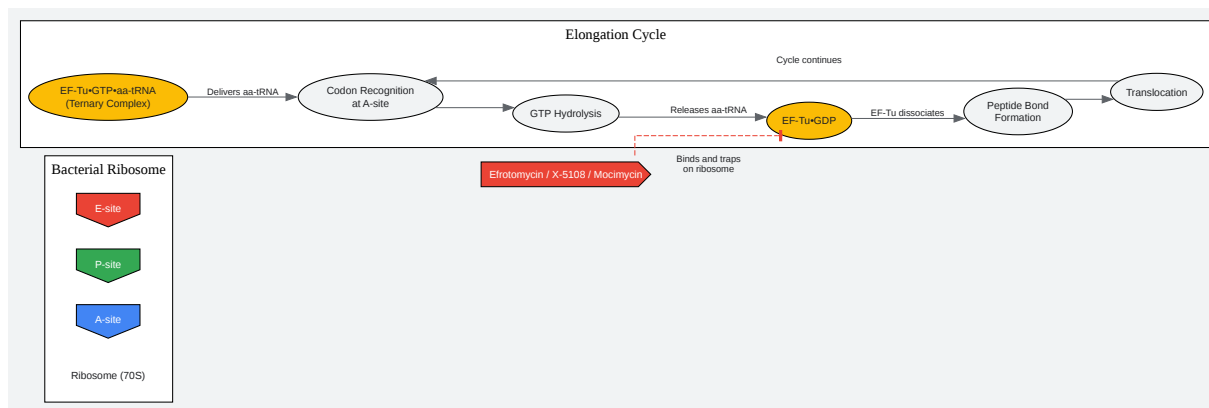 Elongation Cycle
Cycle continues
EF-Tu•GTP•aa-tRNA
(Ternary Complex)
Delivers aa-tRNA
Codon Recognition
at A-site
GTP Hydrolysis
Releases aa-tRNA
EF-Tu•GDP
EF-Tu dissociates
Peptide Bond
Formation
Translocation
Binds and traps
on ribosome
Efrotomycin / X-5108 / Mocimycin
Bacterial Ribosome
E-site
P-site
A-site
Ribosome (70S)